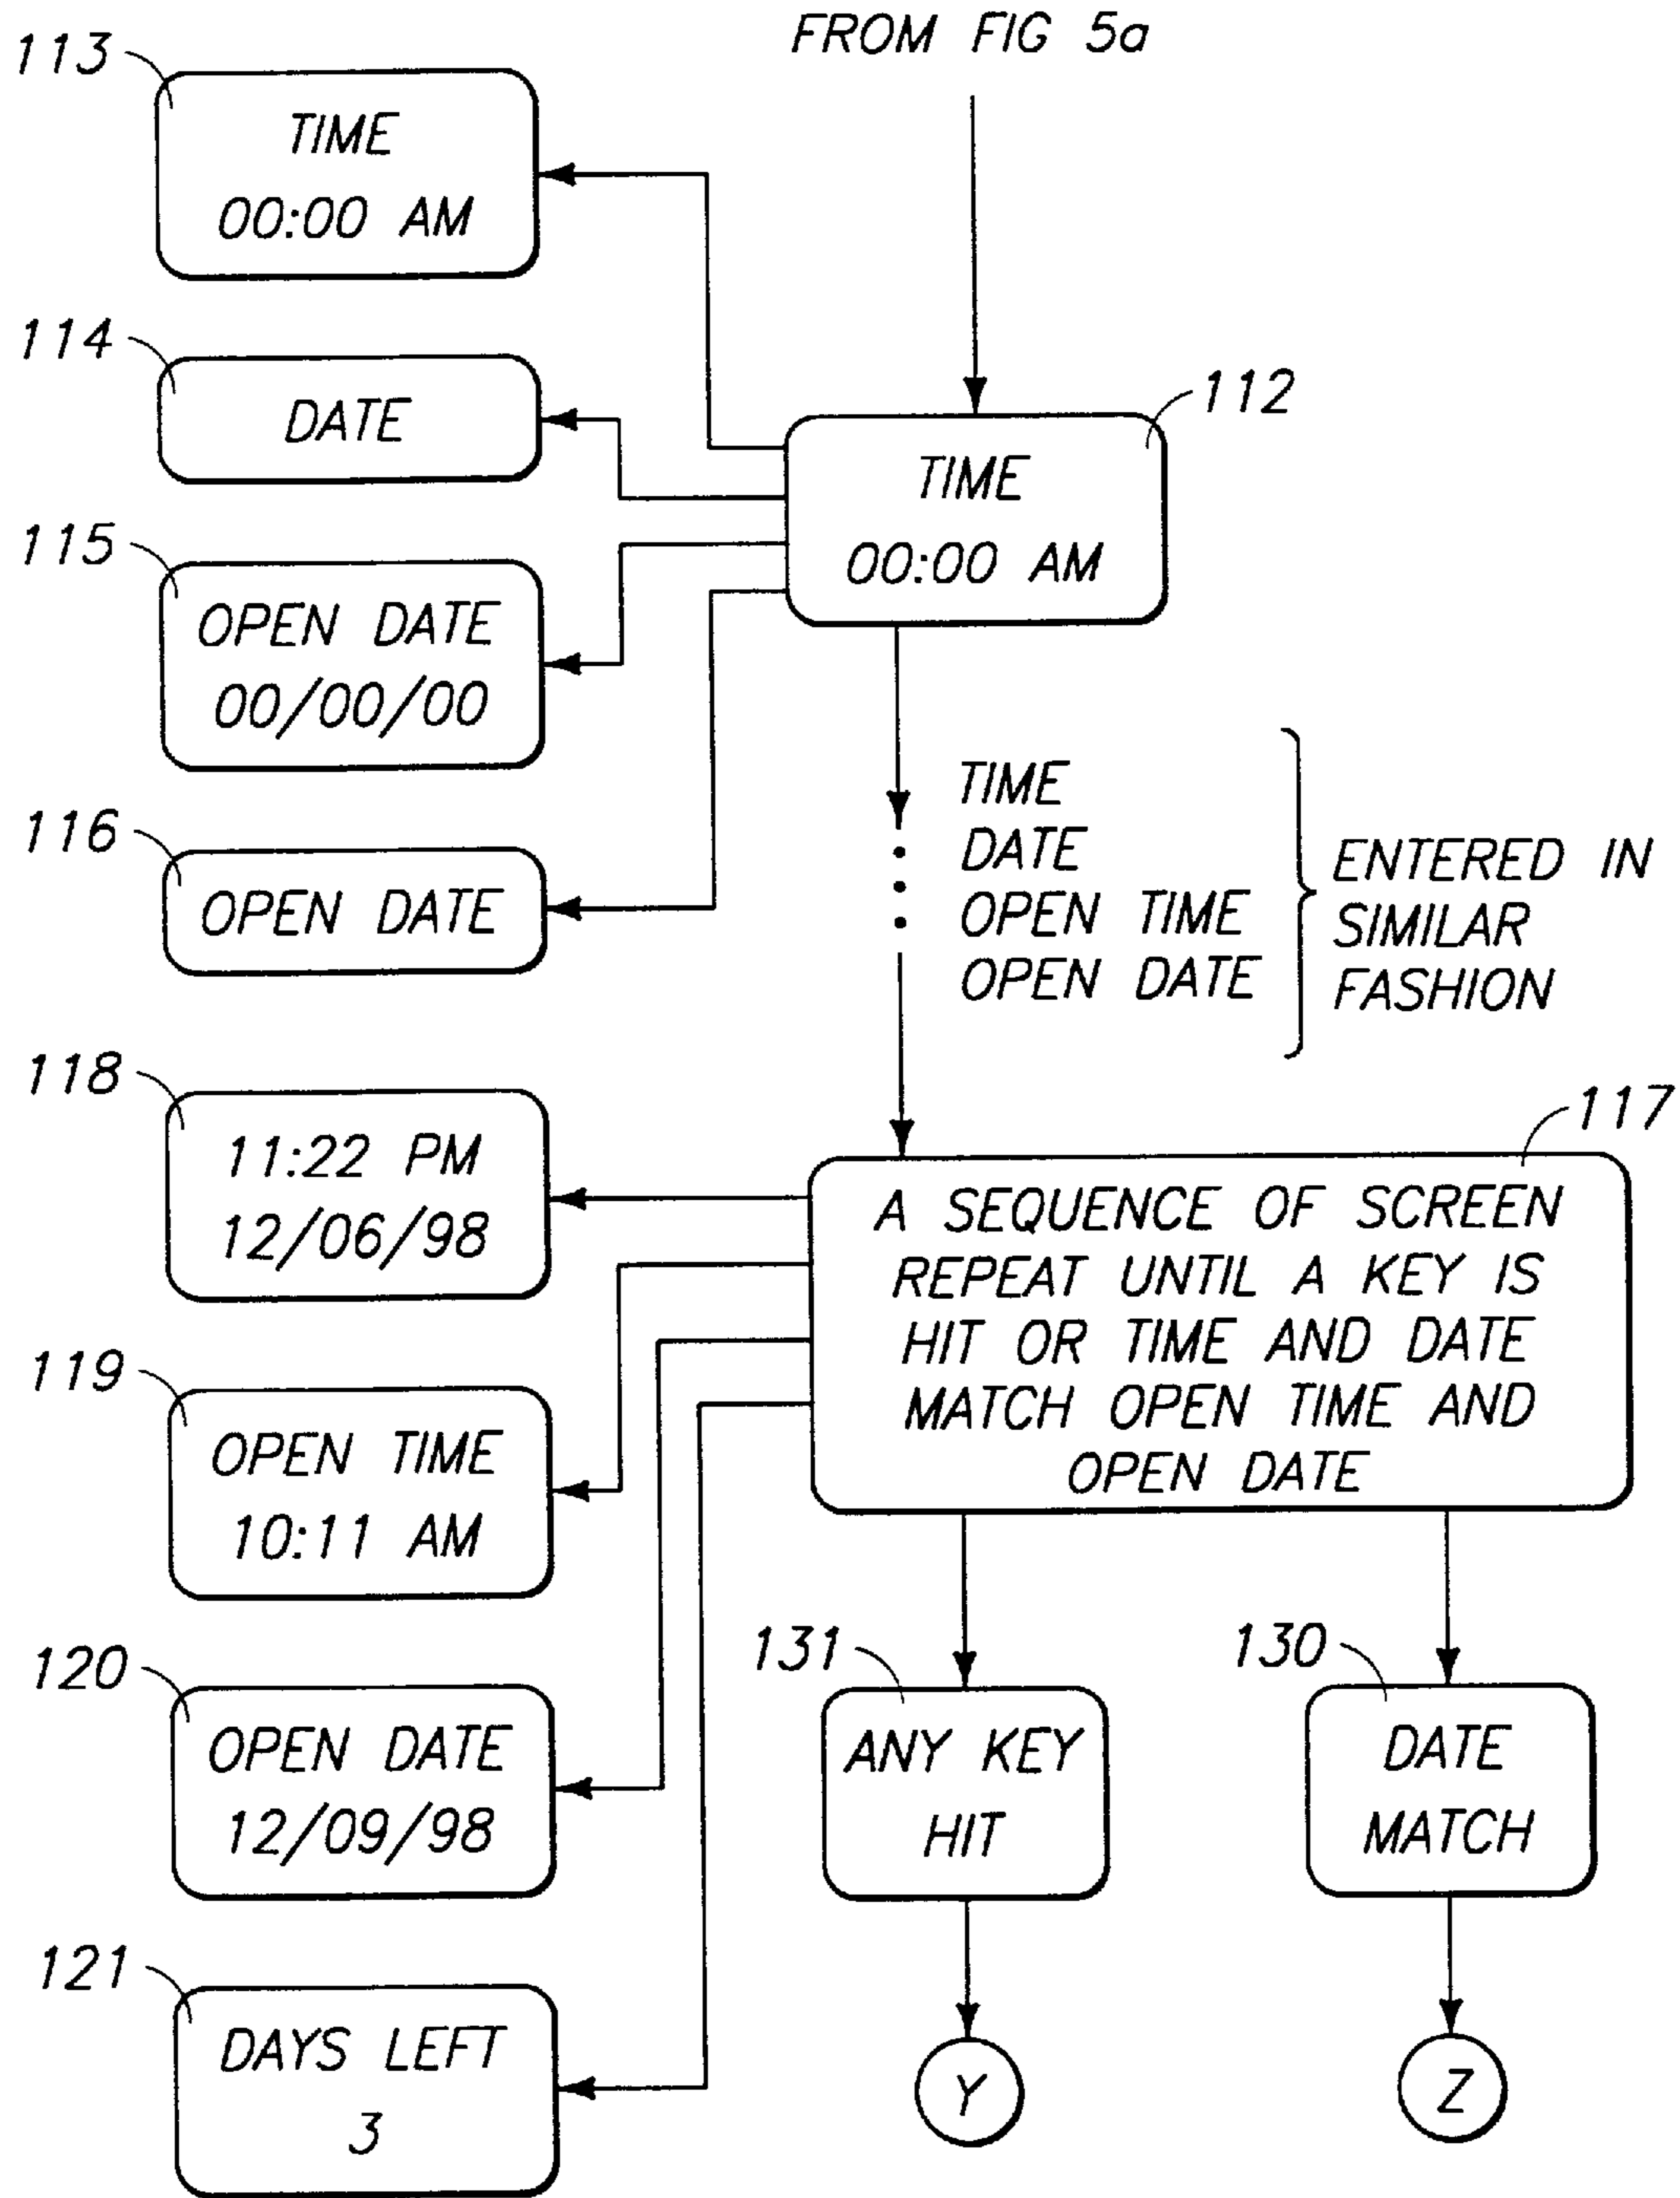 FROM FIG 5a
113
TIME
00:00 AM
114
DATE
112
TIME
00:00 AM
115
OPEN DATE
00/00/00
116
OPEN DATE
TIME
DATE
OPEN TIME
OPEN DATE
ENTERED IN
SIMILAR
FASHION
118
11:22 PM
12/06/98
117
A SEQUENCE OF SCREEN
REPEAT UNTIL A KEY IS
HIT OR TIME AND DATE
MATCH OPEN TIME AND
OPEN DATE
119
OPEN TIME
10:11 AM
120
OPEN DATE
12/09/98
131
ANY KEY
HIT
130
DATE
MATCH
121
DAYS LEFT
3
Y
Z